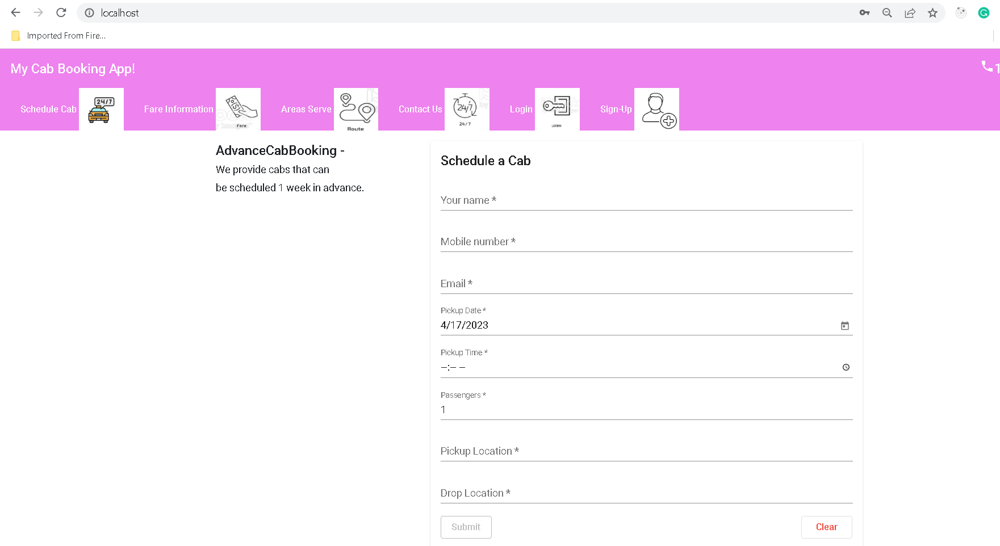 localhost
Imported From Fire...
My Cab Booking App!
1
Schedule Cab 24/7 Fare Information Fare Areas Serve Route Contact Us 24/7 24/7 Login LOGIN Sign-Up
AdvanceCabBooking -
We provide cabs that can
be scheduled 1 week in advance.
Schedule a Cab
Your name *
Mobile number *
Email *
Pickup Date *
4/17/2023
Pickup Time *
--:-- --
Passengers *
1
Pickup Location *
Drop Location *
Submit Clear